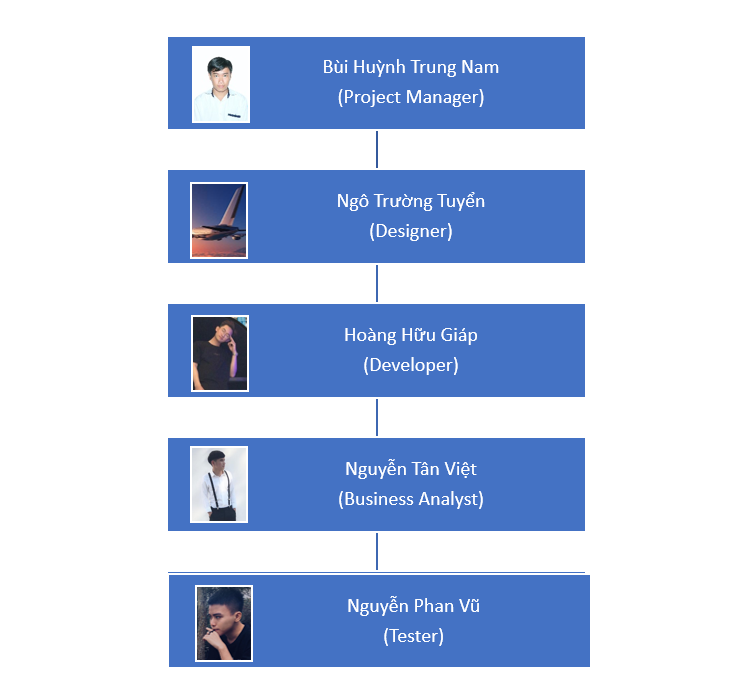 Bùi Huỳnh Trung Nam
(Project Manager)
Ngô Trường Tuyển
(Designer)
Hoàng Hữu Giáp
(Developer)
Nguyễn Tân Việt
(Business Analyst)
Nguyễn Phan Vũ
(Tester)